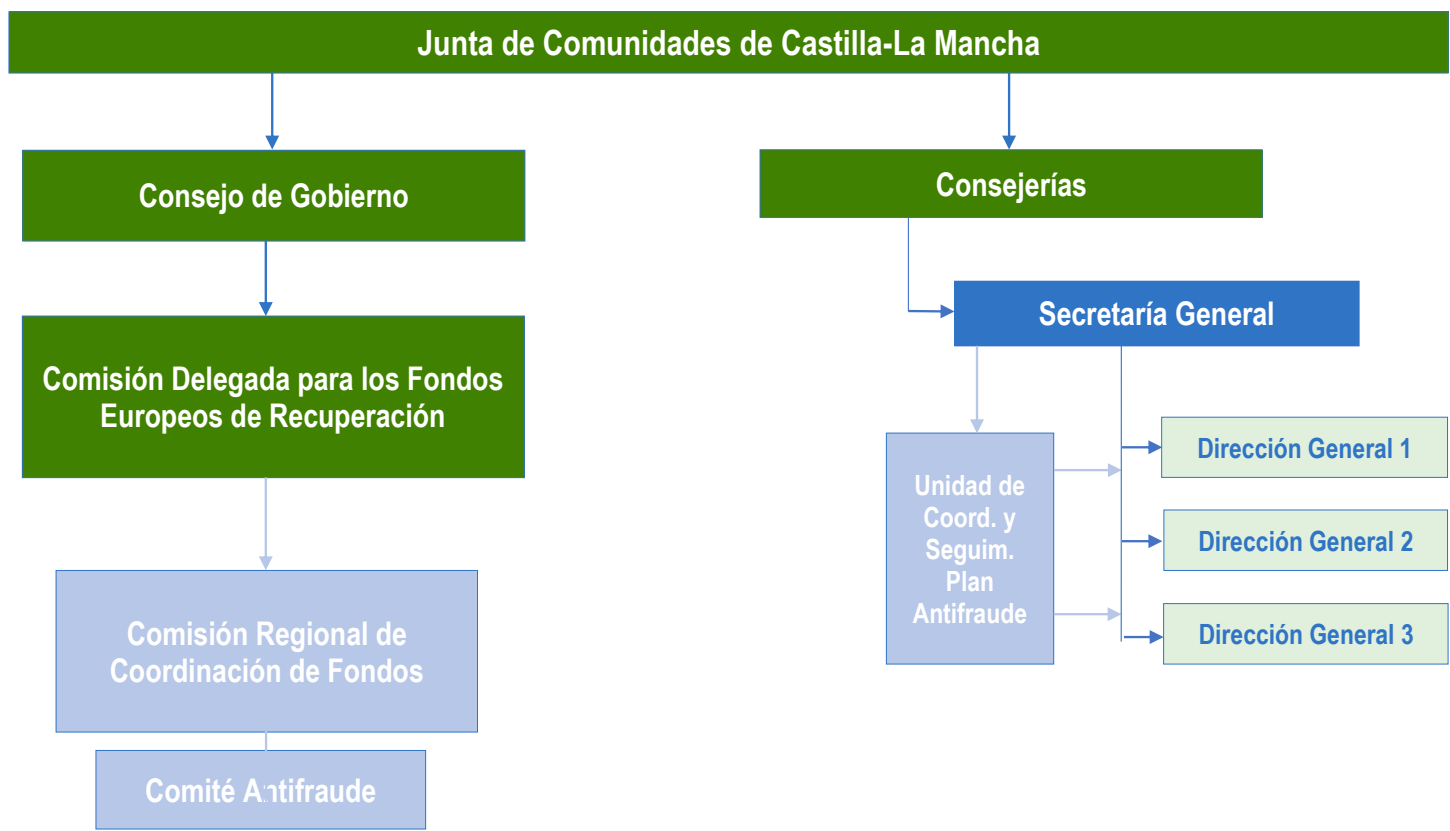 Junta de Comunidades de Castilla-La Mancha
Consejo de Gobierno
Consejerías
Secretaría General
Comisión Delegada para los Fondos
Europeos de Recuperación
Unidad de
Coord. y
Seguim.
Plan
Antifraude
Dirección General 1
Dirección General 2
Dirección General 3
Comisión Regional de
Coordinación de Fondos
Comité Antifraude